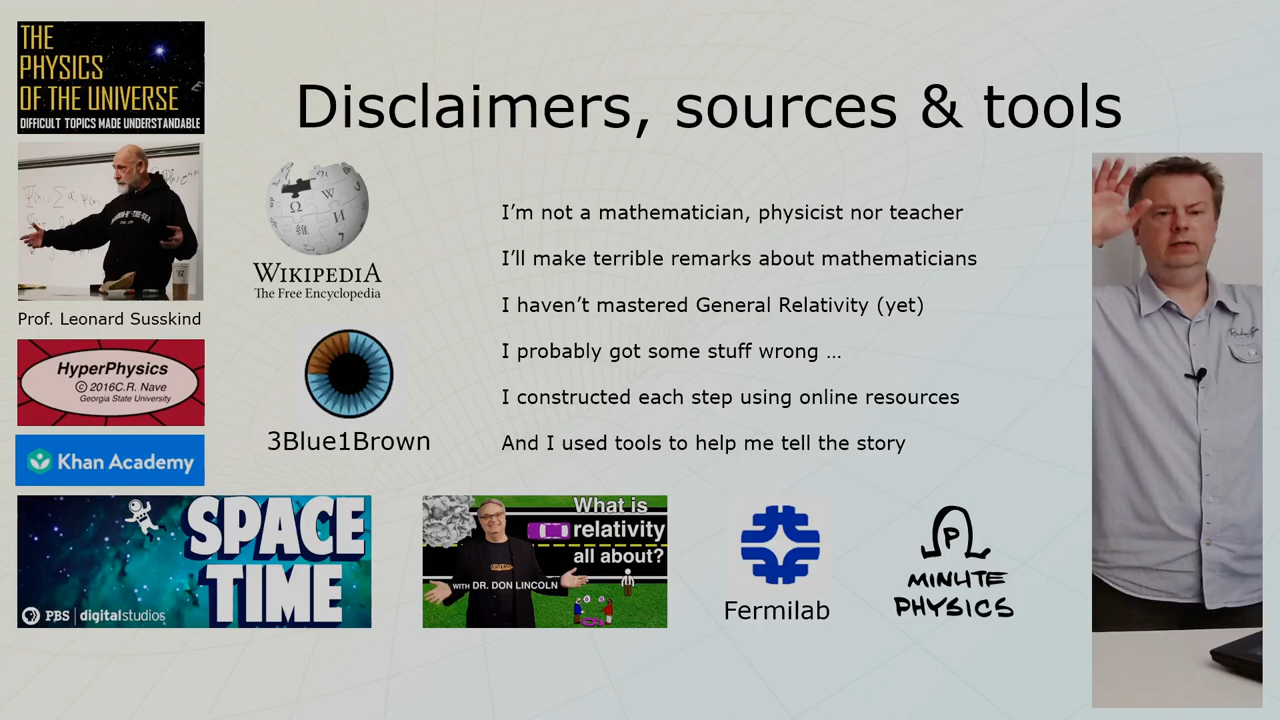 THE
PHYSICS
OF THE UNIVERSE
DIFFICULT TOPICS MADE UNDERSTANDABLE
Disclaimers, sources & tools
Prof. Leonard Susskind
WIKIPEDIA
The Free Encyclopedia
I’m not a mathematician, physicist nor teacher
I’ll make terrible remarks about mathematicians
I haven’t mastered General Relativity (yet)
I probably got some stuff wrong ...
I constructed each step using online resources
And I used tools to help me tell the story
HyperPhysics
© 2016C.R. Nave
Georgia State University
3Blue1Brown
Khan Academy
SPACE
TIME
PBS | digitalstudios
What is
relativity
all about?
WITH DR. DON LINCOLN
Fermilab
P
MINUTE
PHYSICS